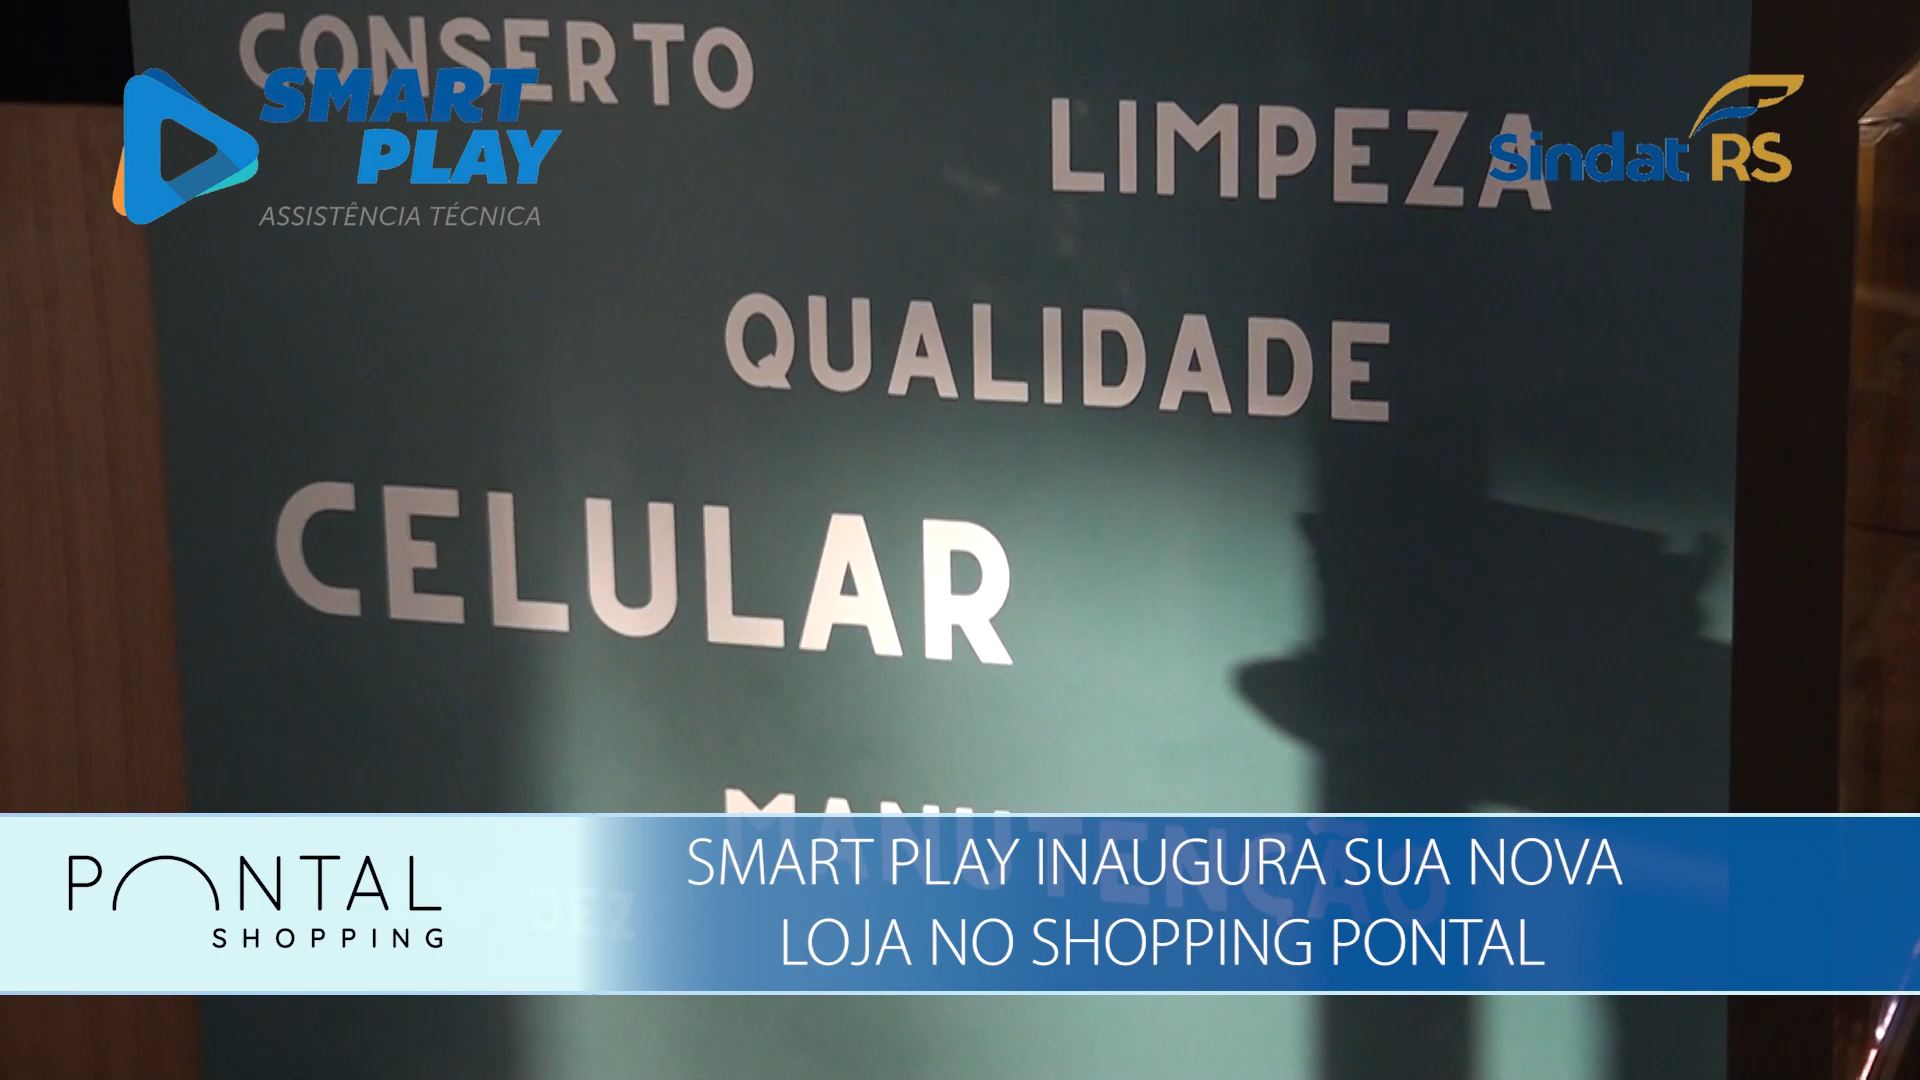 CONSERTO
SMART
PLAY
ASSISTÊNCIA TÉCNICA
LIMPEZA
Sindat RS
QUALIDADE
CELULAR
MANUTENÇÃO
PONTAL
SHOPPING
SMART PLAY INAUGURA SUA NOVA
LOJA NO SHOPPING PONTAL